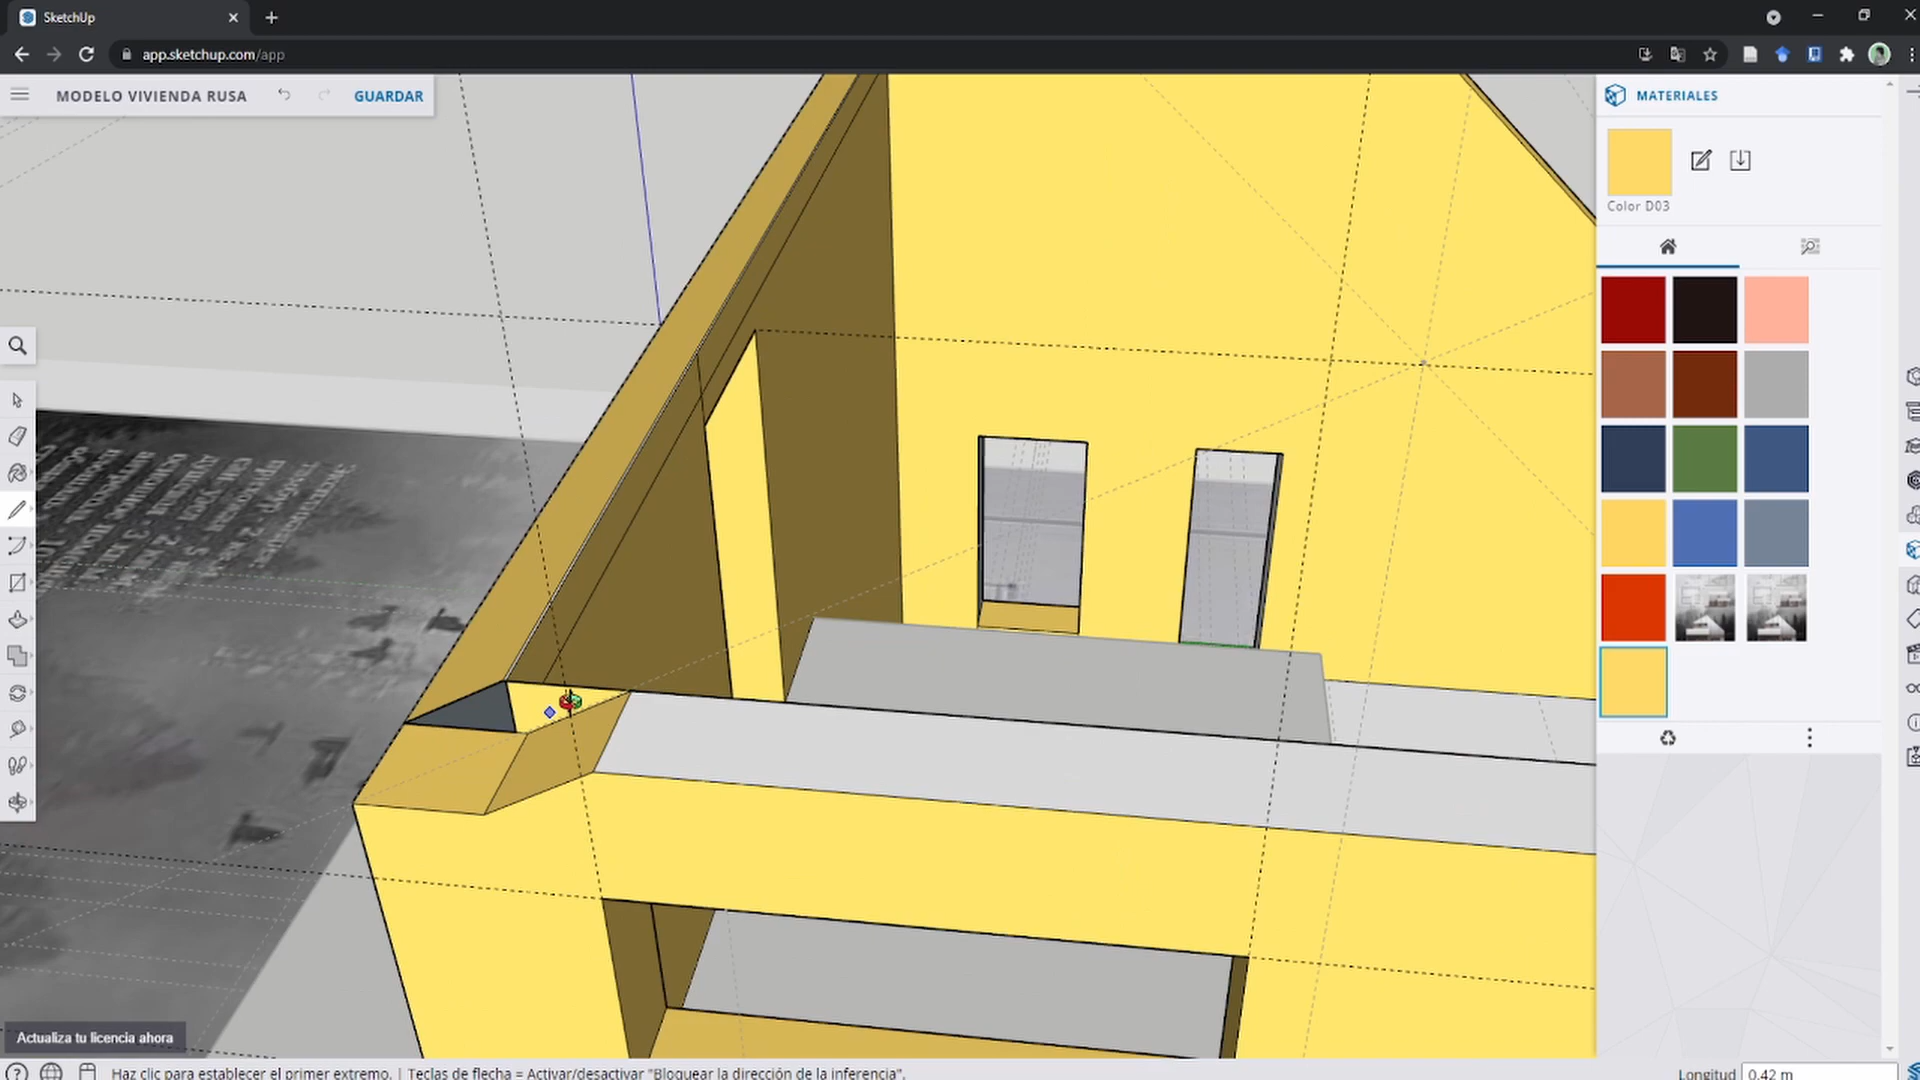 SketchUp
app.sketchup.com/app
MODELO VIVIENDA RUSA
GUARDAR
MATERIALES
Color D03
Actualiza tu licencia ahora
Haz clic para establecer el primer extremo. | Teclas de flecha = Activar/desactivar "Bloquear la dirección de la inferencia".
Longitud 0.42 m